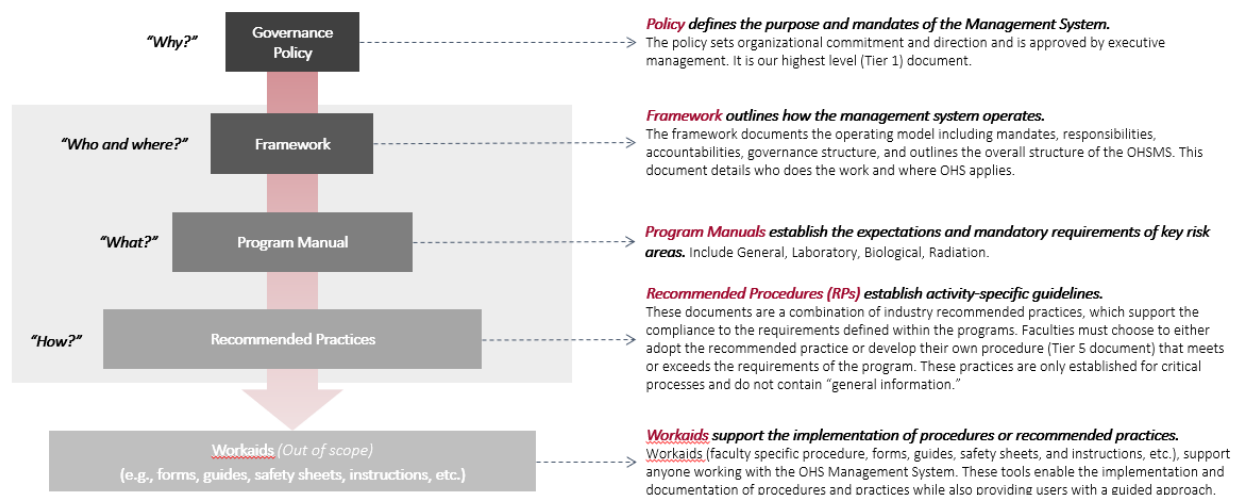 "Why?"
Governance
Policy
Policy defines the purpose and mandates of the Management System.
The policy sets organizational commitment and direction and is approved by executive
management. It is our highest level (Tier 1) document.
"Who and where?"
Framework
Framework outlines how the management system operates.
The framework documents the operating model including mandates, responsibilities,
accountabilities, governance structure, and outlines the overall structure of the OHSMS. This
document details who does the work and where OHS applies.
"What?"
Program Manual
Program Manuals establish the expectations and mandatory requirements of key risk
areas. Include General, Laboratory, Biological, Radiation.
"How?"
Recommended Practices
Recommended Procedures (RPs) establish activity-specific guidelines.
These documents are a combination of industry recommended practices, which support the
compliance to the requirements defined within the programs. Faculties must choose to either
adopt the recommended practice or develop their own procedure (Tier 5 document) that meets
or exceeds the requirements of the program. These practices are only established for critical
processes and do not contain "general information."
Workaids (Out of scope)
(e.g., forms, guides, safety sheets, instructions, etc.)
Workaids support the implementation of procedures or recommended practices.
Workaids (faculty specific procedure, forms, guides, safety sheets, and instructions, etc.), support
anyone working with the OHS Management System. These tools enable the implementation and
documentation of procedures and practices while also providing users with a guided approach.